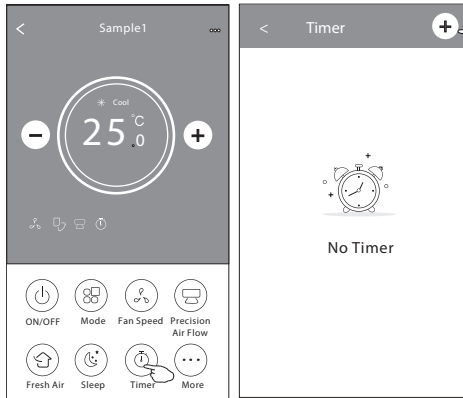 Sample1
Cool
25.0 °C
ON/OFF
Mode
Fan Speed
Precision
Air Flow
Fresh Air
Sleep
Timer
More
Timer
No Timer